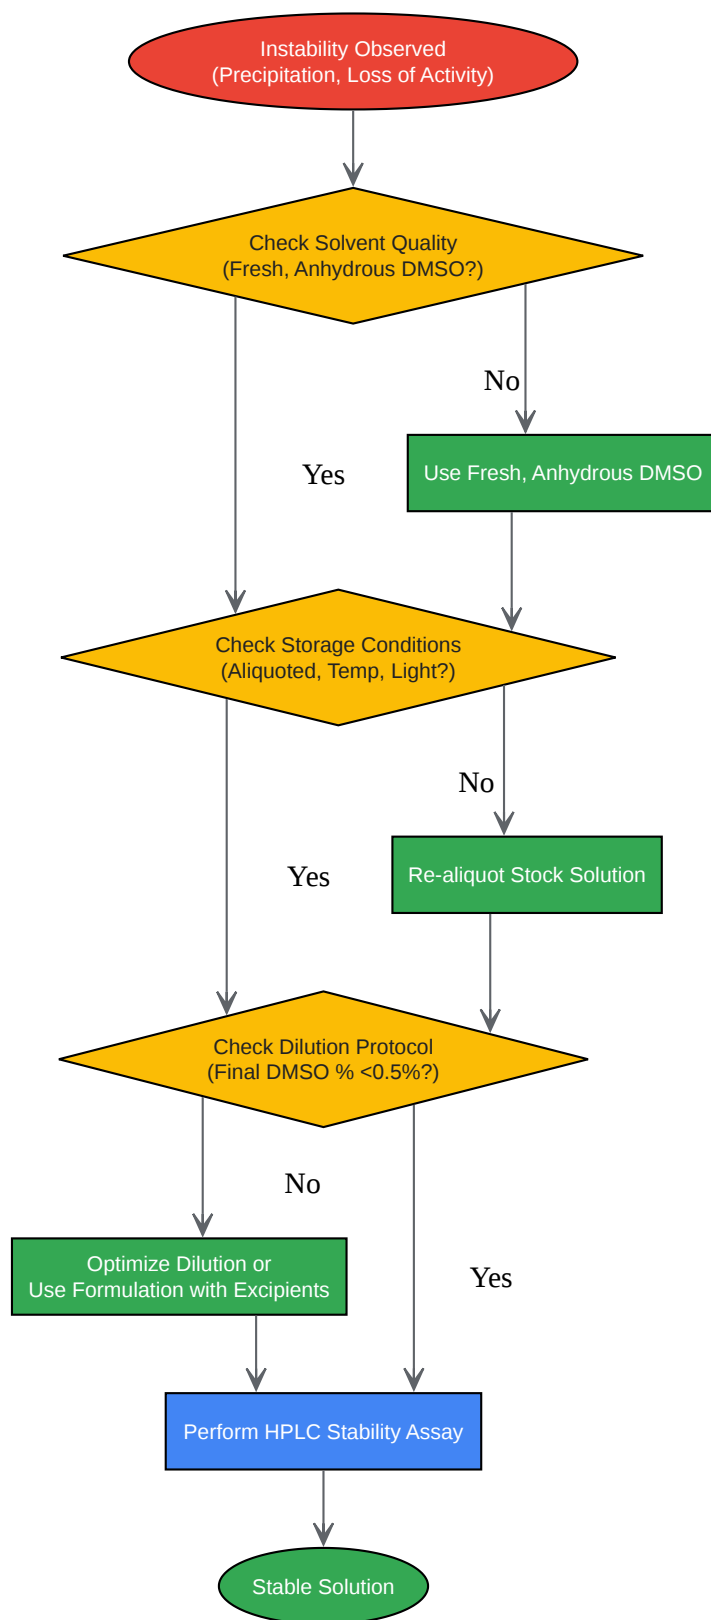 Instability Observed
(Precipitation, Loss of Activity)
Check Solvent Quality
(Fresh, Anhydrous DMSO?)
No
Yes
Use Fresh, Anhydrous DMSO
Check Storage Conditions
(Aliquoted, Temp, Light?)
No
Yes
Re-aliquot Stock Solution
Check Dilution Protocol
(Final DMSO % <0.5%?)
No
Optimize Dilution or
Use Formulation with Excipients
Yes
Perform HPLC Stability Assay
Stable Solution